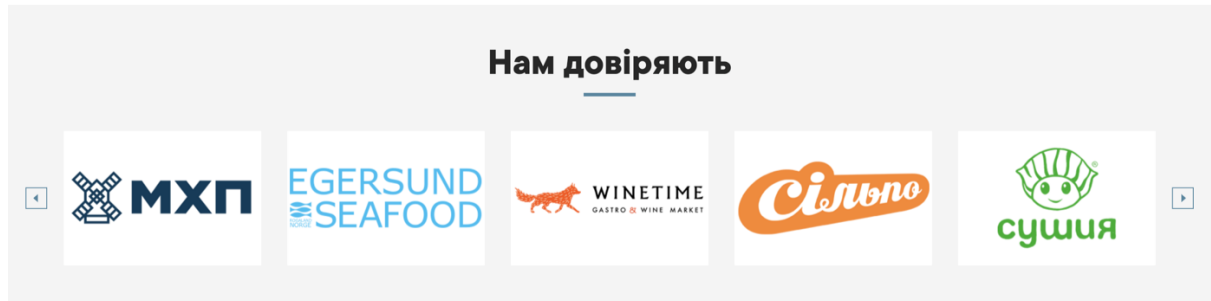 Нам довіряють
МХП
EGERSUND
SEAFOOD
WINETIME
GASTRO & WINE MARKET
Сільпо
сушия